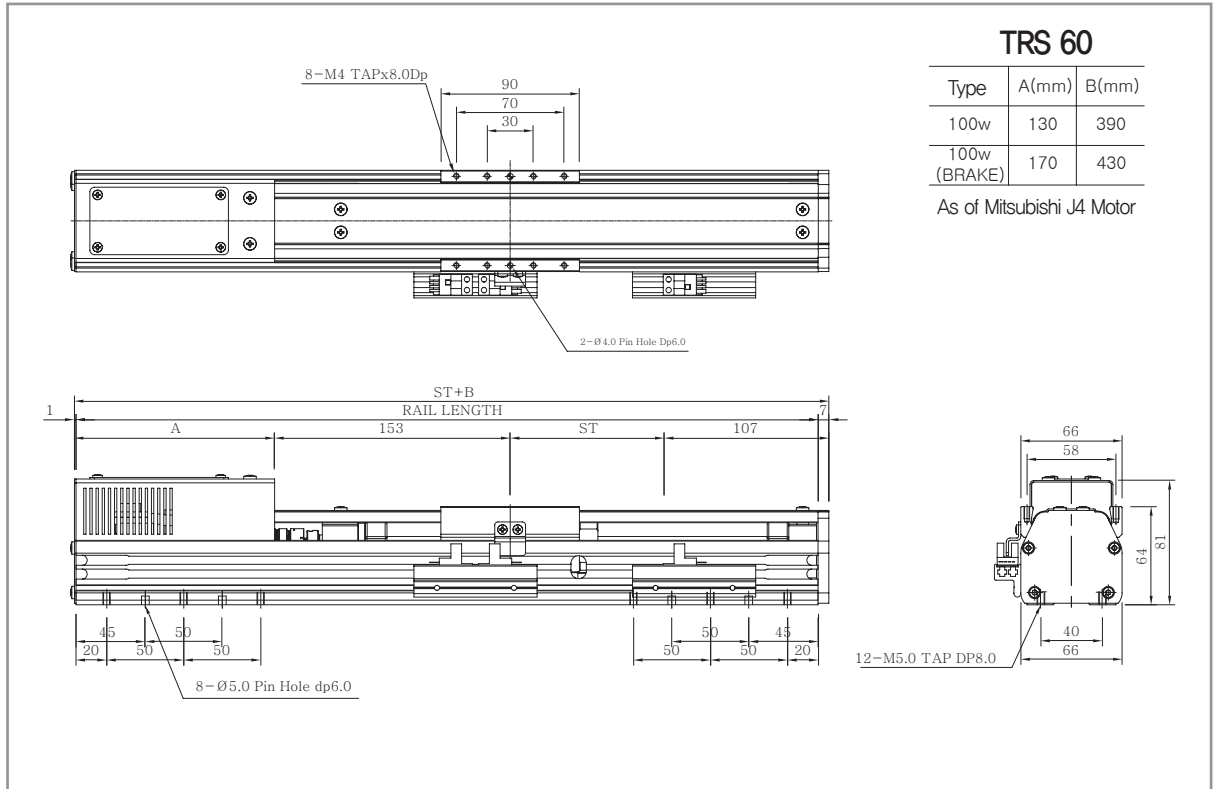 TRS 60
Type A(mm) B(mm)
100w 130 390
100w
(BRAKE) 170 430
As of Mitsubishi J4 Motor
8-M4 TAPx8.0Dp
90
70
30
2-Ø4.0 Pin Hole Dp6.0
ST+B
1 RAIL LENGTH 7
A 153 ST 107
45 50
20 50 50
8-Ø5.0 Pin Hole dp6.0
50 45
50 50 20
66
58
64
81
40
66
12-M5.0 TAP DP8.0